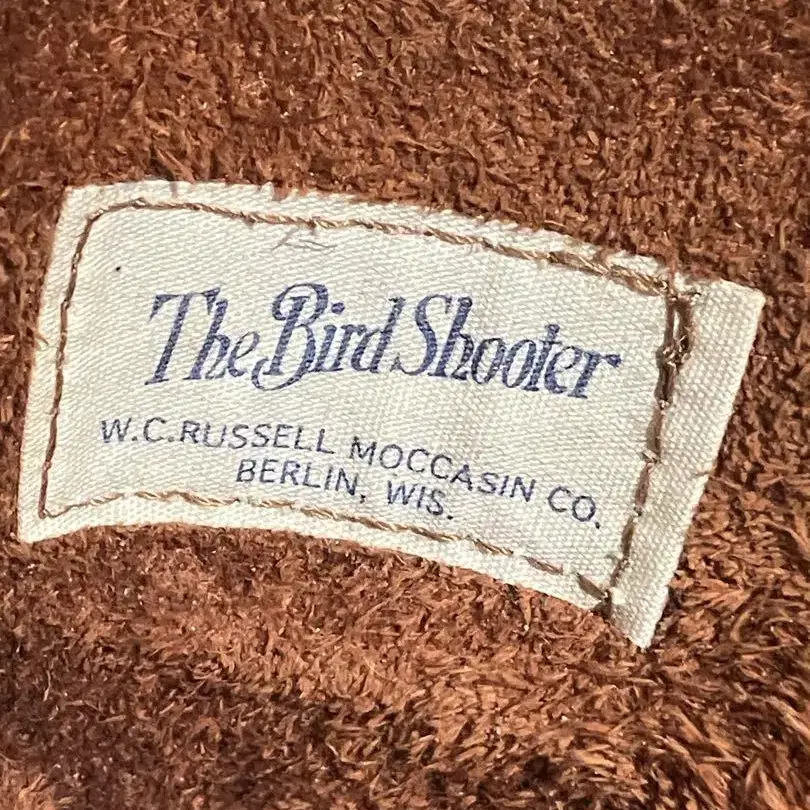 The Bird Shooter
W.C. RUSSELL MOCCASIN CO.
BERLIN, WIS.